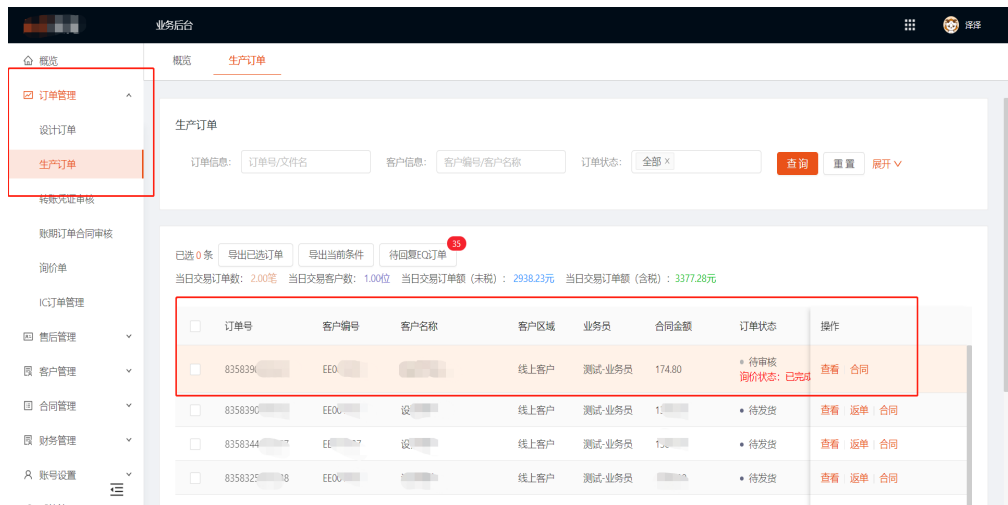 业务后台
泽泽
概览
订单管理
设计订单
生产订单
转账凭证审核
账期订单合同审核
询价单
IC订单管理
售后管理
客户管理
合同管理
财务管理
账号设置
概览 生产订单
生产订单
订单信息: 订单号/文件名 客户信息: 客户编号/客户名称 订单状态: 全部 × 查询 重置 展开
已选 0 条 导出已选订单 导出当前条件 待回复EQ订单 35
当日交易订单数: 2.00笔 当日交易客户数: 1.00位 当日交易订单额(未税): 2938.23元 当日交易订单额(含税): 3377.28元
订单号 客户编号 客户名称 客户区域 业务员 合同金额 订单状态 操作
线上客户 测试-业务员 174.80 待审核 查看 合同
询价状态: 已完成
线上客户 测试-业务员 待发货 查看 返单 合同
线上客户 测试-业务员 待发货 查看 返单 合同
线上客户 测试-业务员 待发货 查看 返单 合同